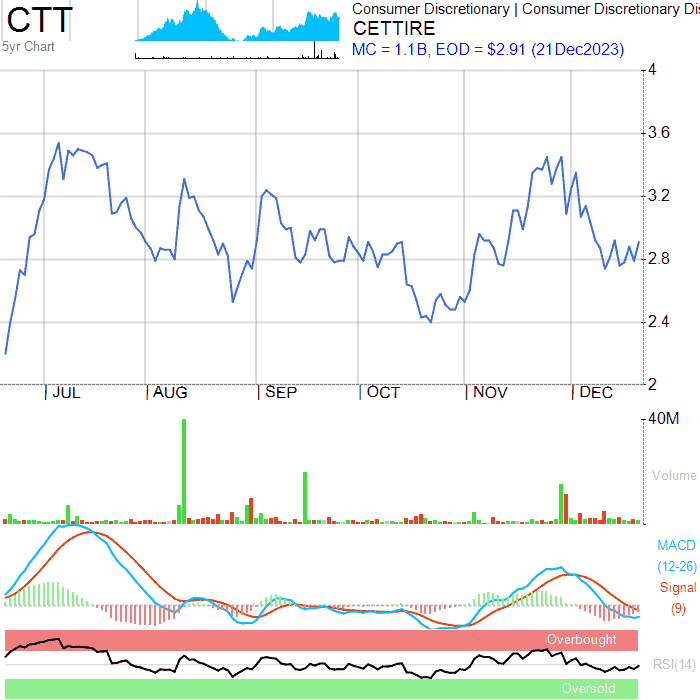 CTT
5yr Chart
Consumer Discretionary | Consumer Discretionary Dis
CETTIRE
MC = 1.1B, EOD = $2.91 (21Dec2023)
4
3.6
3.2
2.8
2.4
2
JUL AUG SEP OCT NOV DEC
40M
Volume
MACD
(12-26)
Signal
(9)
Overbought
RSI(14)
Oversold